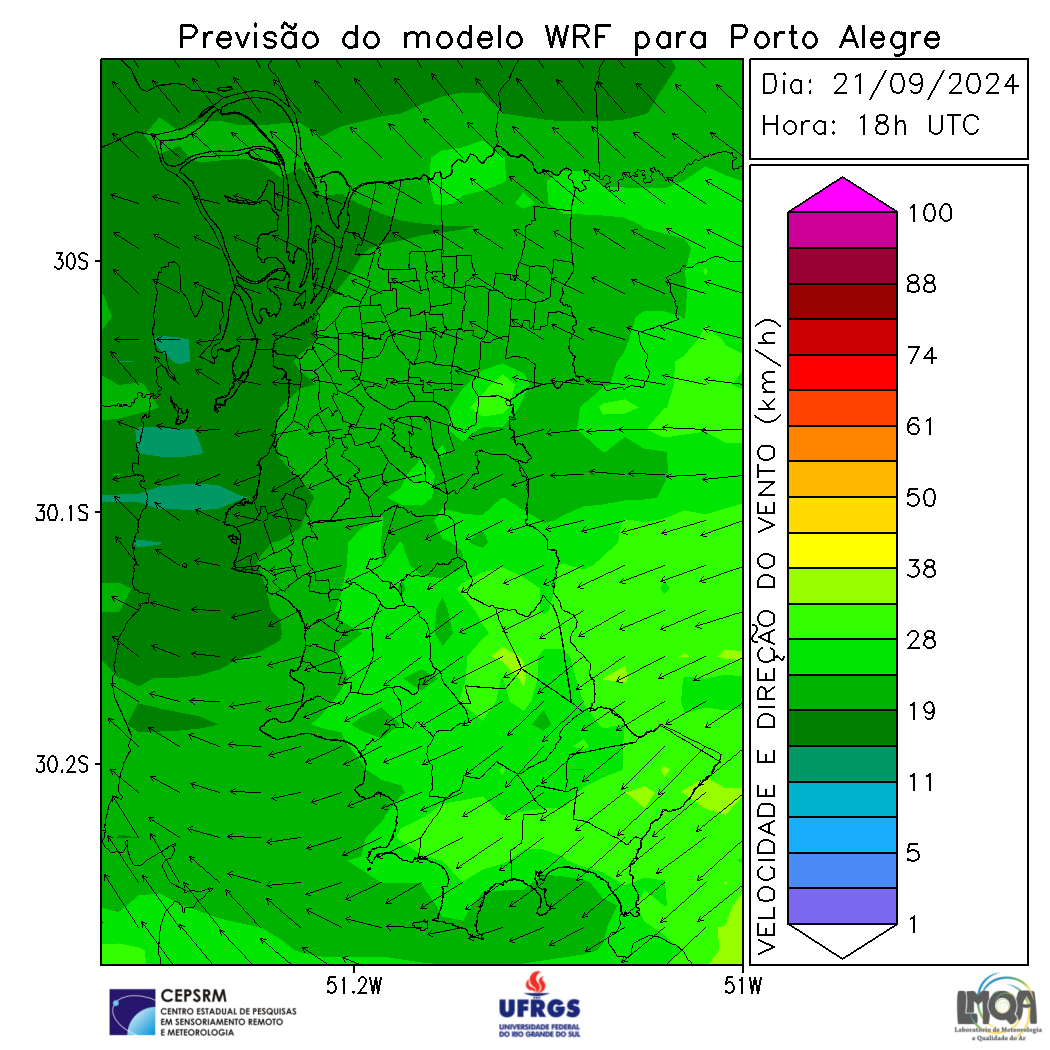 Previsão do modelo WRF para Porto Alegre
Dia: 21/09/2024
Hora: 18h UTC
30S
30.1S
30.2S
51.2W
51W
VELOCIDADE E DIREÇÃO DO VENTO (km/h)
100
88
74
61
50
38
28
19
11
5
1
CEPSRM
CENTRO ESTADUAL DE PESQUISAS
EM SENSORIAMENTO REMOTO
E METEOROLOGIA
UFRGS
UNIVERSIDADE FEDERAL
DO RIO GRANDE DO SUL
LMQA
Laboratório de Meteorologia
e Qualidade do Ar